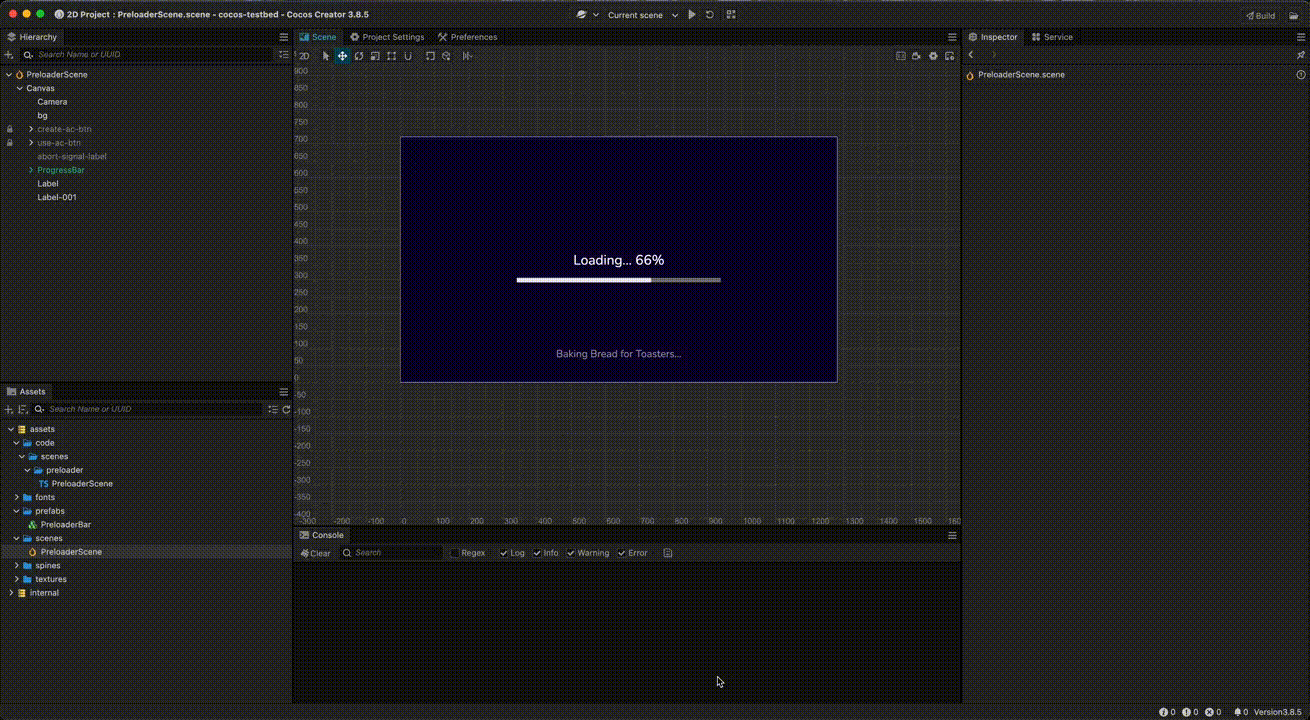 2D Project : PreloaderScene.scene - cocos-testbed - Cocos Creator 3.8.5
Current scene
Build
Hierarchy
Search Name or UUID
PreloaderScene
Canvas
Camera
bg
create-ac-btn
use-ac-btn
abort-signal-label
ProgressBar
Label
Label-001
Assets
Search Name or UUID
assets
code
scenes
preloader
TS PreloaderScene
fonts
prefabs
PreloaderBar
scenes
PreloaderScene
spines
textures
internal
Scene Project Settings Preferences
2D
900
850
800
750
700
650
600
550
500
450
400
350
300
250
200
150
100
50
0
-50
-100
-150
-200
-250
-300
-350
-400
-300 -200 -100 0 100 200 300 400 500 600 700 800 900 1000 1100 1200 1300 1400 1500 160
Loading... 66%
Baking Bread for Toasters...
Console
Clear Search Regex Log Info Warning Error
Inspector Service
PreloaderScene.scene
0 0 0 0 Version3.8.5